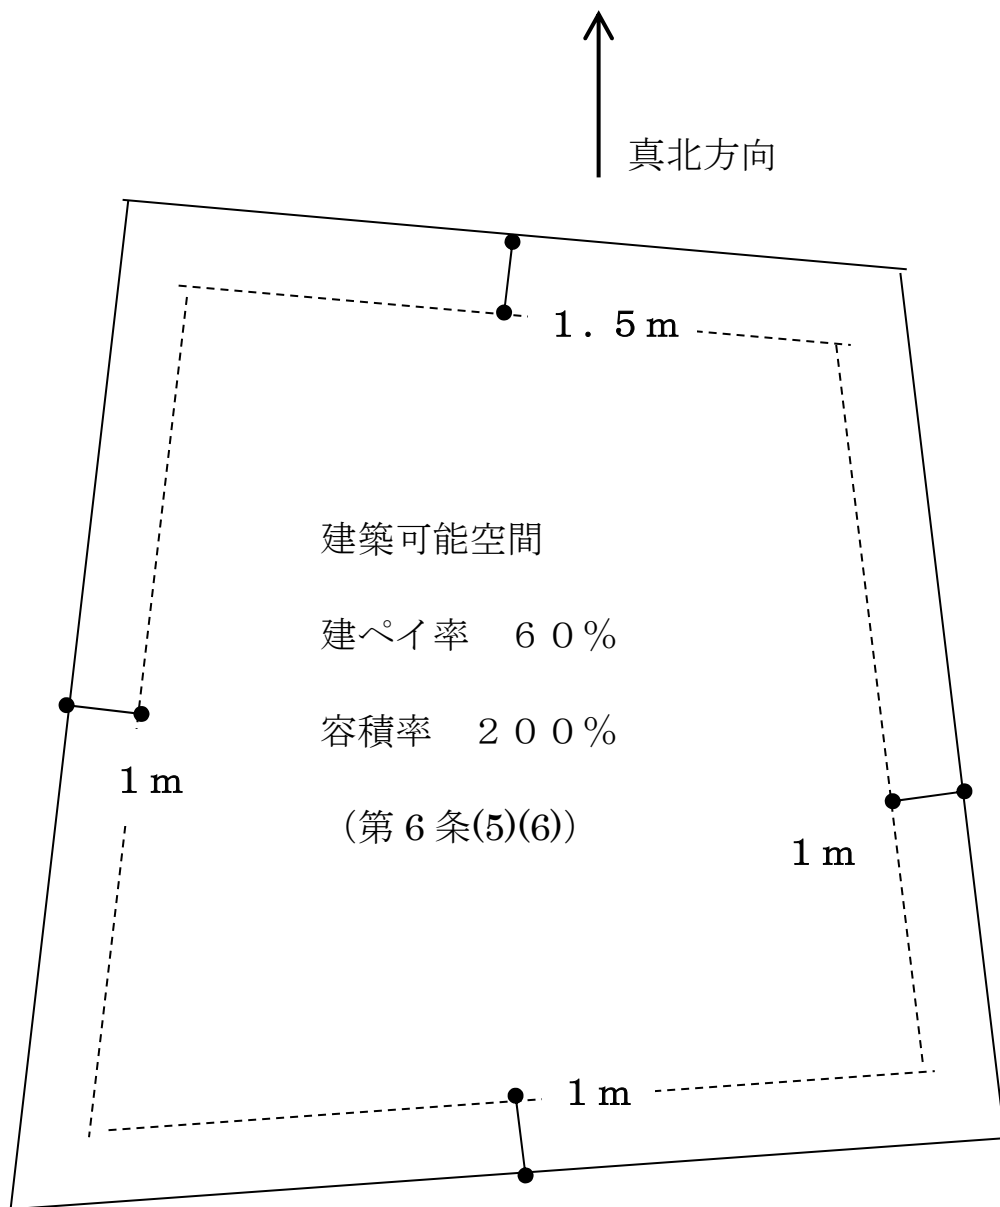 真北方向
１．５ｍ
建築可能空間
建ペイ率　６０％
容積率　２００％
１ｍ
（第 6 条(5)(6)）
１ｍ
１ｍ